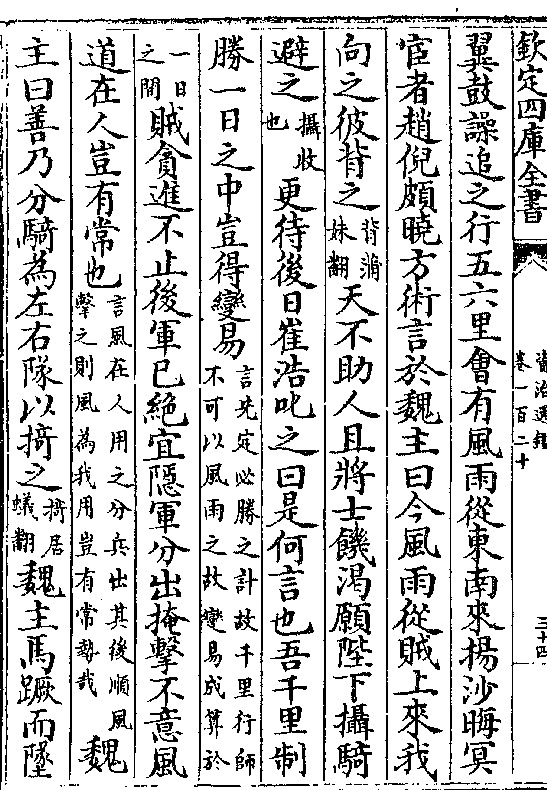 欽定四庫全書
資治通鑑
卷一百二十
三十四
翼鼓譟追之行五六里會有風雨從東南來揚沙晦冥
宦者趙倪頗曉方術言於魏主曰今風雨從賊上來我
向之彼背之背蒲妹翻天不助人且將士饑渴願陛下攝騎
避之攝收也更待後日崔浩叱之曰是何言也吾千里制
勝一日之中豈得變易言先定必勝之計故千里行師不可以風雨之故變易成算於
一日之間賊貪進不止後軍已絶宜隱軍分出掩擊不意風
道在人豈有常也言風在人用之分兵出其後順風擊之則風為我用豈有常勢哉魏
主曰善乃分騎為左右隊以掎之掎居蟻翻魏主馬蹶而墜